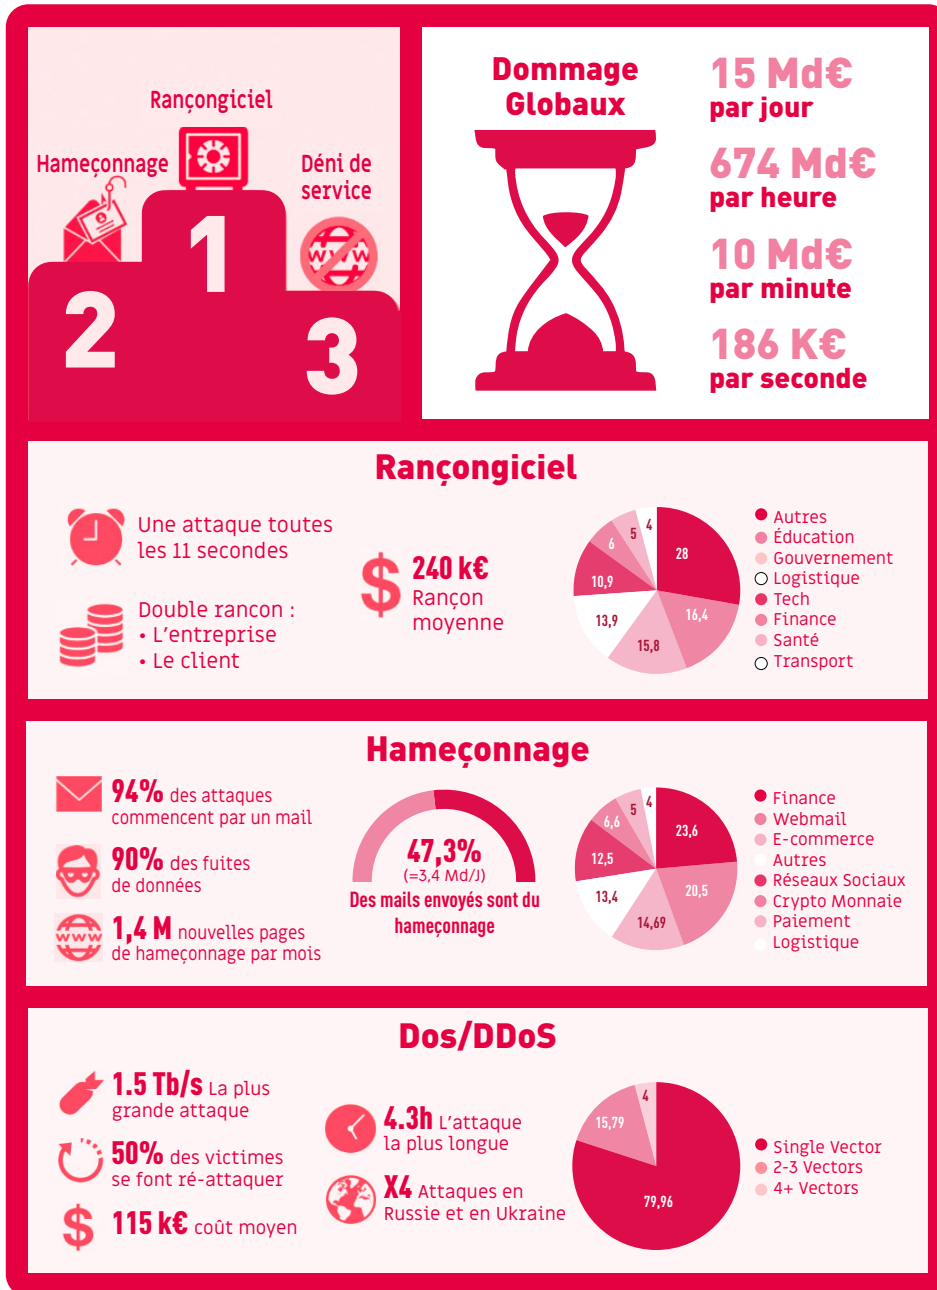 Rançongiciel
Hameçonnage
Déni de
service
1
2
3
Dommage
Globaux
15 Md€
par jour
674 Md€
par heure
10 Md€
par minute
186 K€
par seconde
Rançongiciel
Une attaque toutes
les 11 secondes
Double rancon :
• L'entreprise
• Le client
$ 240 k€
Rançon
moyenne
28
16,4
15,8
13,9
10,9
6
5
4
Autres
Éducation
Gouvernement
Logistique
Tech
Finance
Santé
Transport
Hameçonnage
94% des attaques
commencent par un mail
90% des fuites
de données
www
1,4 M nouvelles pages
de hameçonnage par mois
47,3%
(=3,4 Md/J)
Des mails envoyés sont du
hameçonnage
23,6
20,5
14,69
13,4
12,5
6,6
5
4
Finance
Webmail
E-commerce
Autres
Réseaux Sociaux
Crypto Monnaie
Paiement
Logistique
Dos/DDoS
1.5 Tb/s La plus
grande attaque
50% des victimes
se font ré-attaquer
$ 115 k€ coût moyen
4.3h L'attaque
la plus longue
X4 Attaques en
Russie et en Ukraine
79,96
15,79
4
Single Vector
2-3 Vectors
4+ Vectors